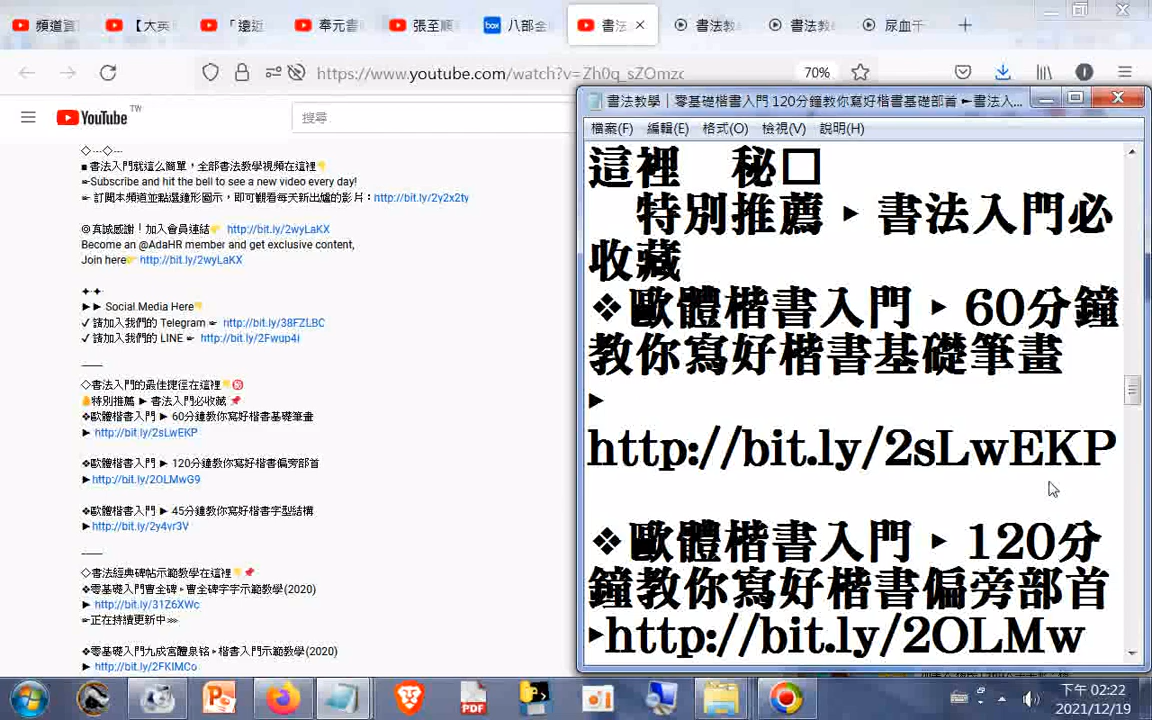 頻道
【大英
「遠近
奉元書
張至順
box 八部金
書法
書法教
書法教
尿血千
https://www.youtube.com/watch?v=Zh0q_sZOmzc
70%
YouTube TW
搜尋
◇---◇---
■ 書法入門就這么簡單，全部書法教學視頻在這裡👇
☛Subscribe and hit the bell to see a new video every day!
☛ 訂閱本頻道並點選鐘形圖示，即可觀看每天新出爐的影片：http://bit.ly/2y2x2ty
◎真誠感謝！加入會員連結👉 http://bit.ly/2wyLaKX
Become an @AdaHR member and get exclusive content,
Join here👉 http://bit.ly/2wyLaKX
✦·✦·
►► Social Media Here👇
✓ 請加入我們的 Telegram ☛ http://bit.ly/38FZLBC
✓ 請加入我們的 LINE ☛ http://bit.ly/2Fwup4i
——
◇書法入門的最佳捷徑在這裡👇㊙
🔥特別推薦 ► 書法入門必收藏 📌
❖歐體楷書入門 ► 60分鐘教你寫好楷書基礎筆畫
► http://bit.ly/2sLwEKP
❖歐體楷書入門 ► 120分鐘教你寫好楷書偏旁部首
►http://bit.ly/2OLMwG9
❖歐體楷書入門 ► 45分鐘教你寫好楷書字型結構
►http://bit.ly/2y4vr3V
——
◇書法經典碑帖示範教學在這裡👇📌
❖零基礎入門曹全碑 ▸ 曹全碑字字示範教學(2020)
► http://bit.ly/31Z6XWc
☛正在持續更新中⋙
❖零基礎入門九成宮醴泉铭 ▸ 楷書入門示範教學(2020)
► http://bit.ly/2FKIMCo
書法教學｜零基礎楷書入門 120分鐘教你寫好楷書基礎部首 ►書法入...
檔案(F) 編輯(E) 格式(O) 檢視(V) 說明(H)
這裡　秘□
特別推薦 ▸ 書法入門必
收藏
❖歐體楷書入門 ▸ 60分鐘
教你寫好楷書基礎筆畫
▸
http://bit.ly/2sLwEKP
❖歐體楷書入門 ▸ 120分
鐘教你寫好楷書偏旁部首
▸http://bit.ly/2OLMw
PDF
下午 02:22
2021/12/19